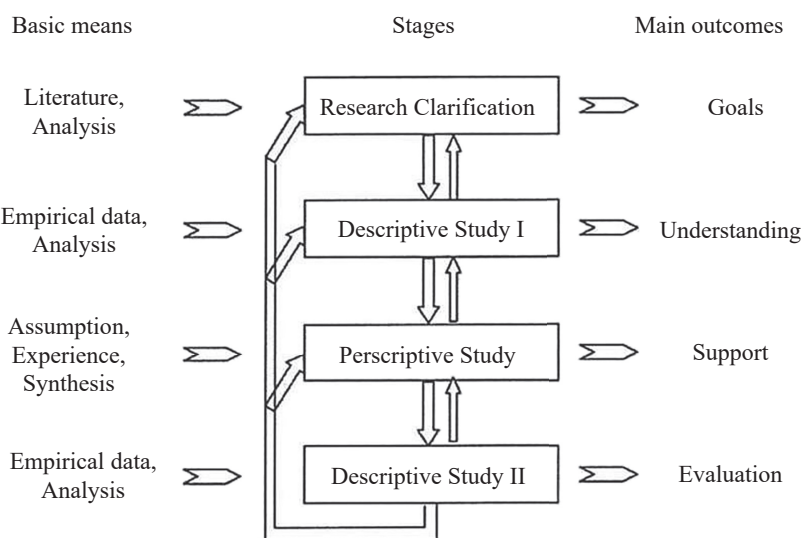 Basic means
Stages
Main outcomes
Literature,
Analysis
Research Clarification
Goals
Empirical data,
Analysis
Descriptive Study I
Understanding
Assumption,
Experience,
Synthesis
Perscriptive Study
Support
Empirical data,
Analysis
Descriptive Study II
Evaluation